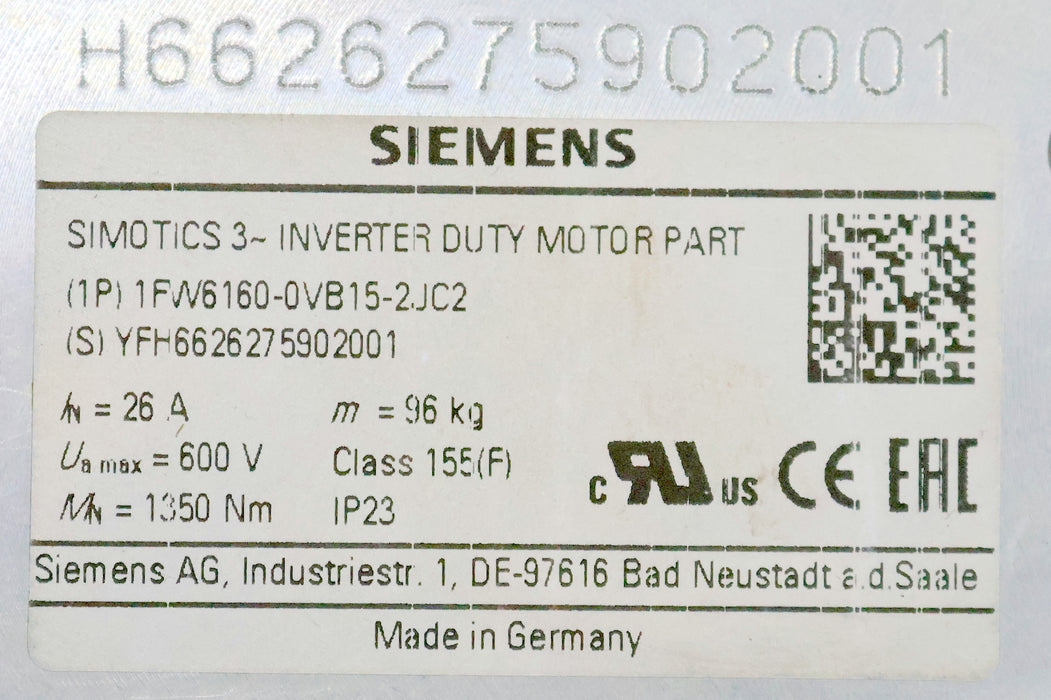 H6626275902001
SIEMENS
SIMOTICS 3~ INVERTER DUTY MOTOR PART
(1P) 1FW6160-0VB15-2JC2
(S) YFH6626275902001
IN = 26 A m = 96 kg
Ua max = 600 V Class 155(F)
MN = 1350 Nm IP23
c RU US CE EAC
Siemens AG, Industriestr. 1, DE-97616 Bad Neustadt a.d.Saale
Made in Germany